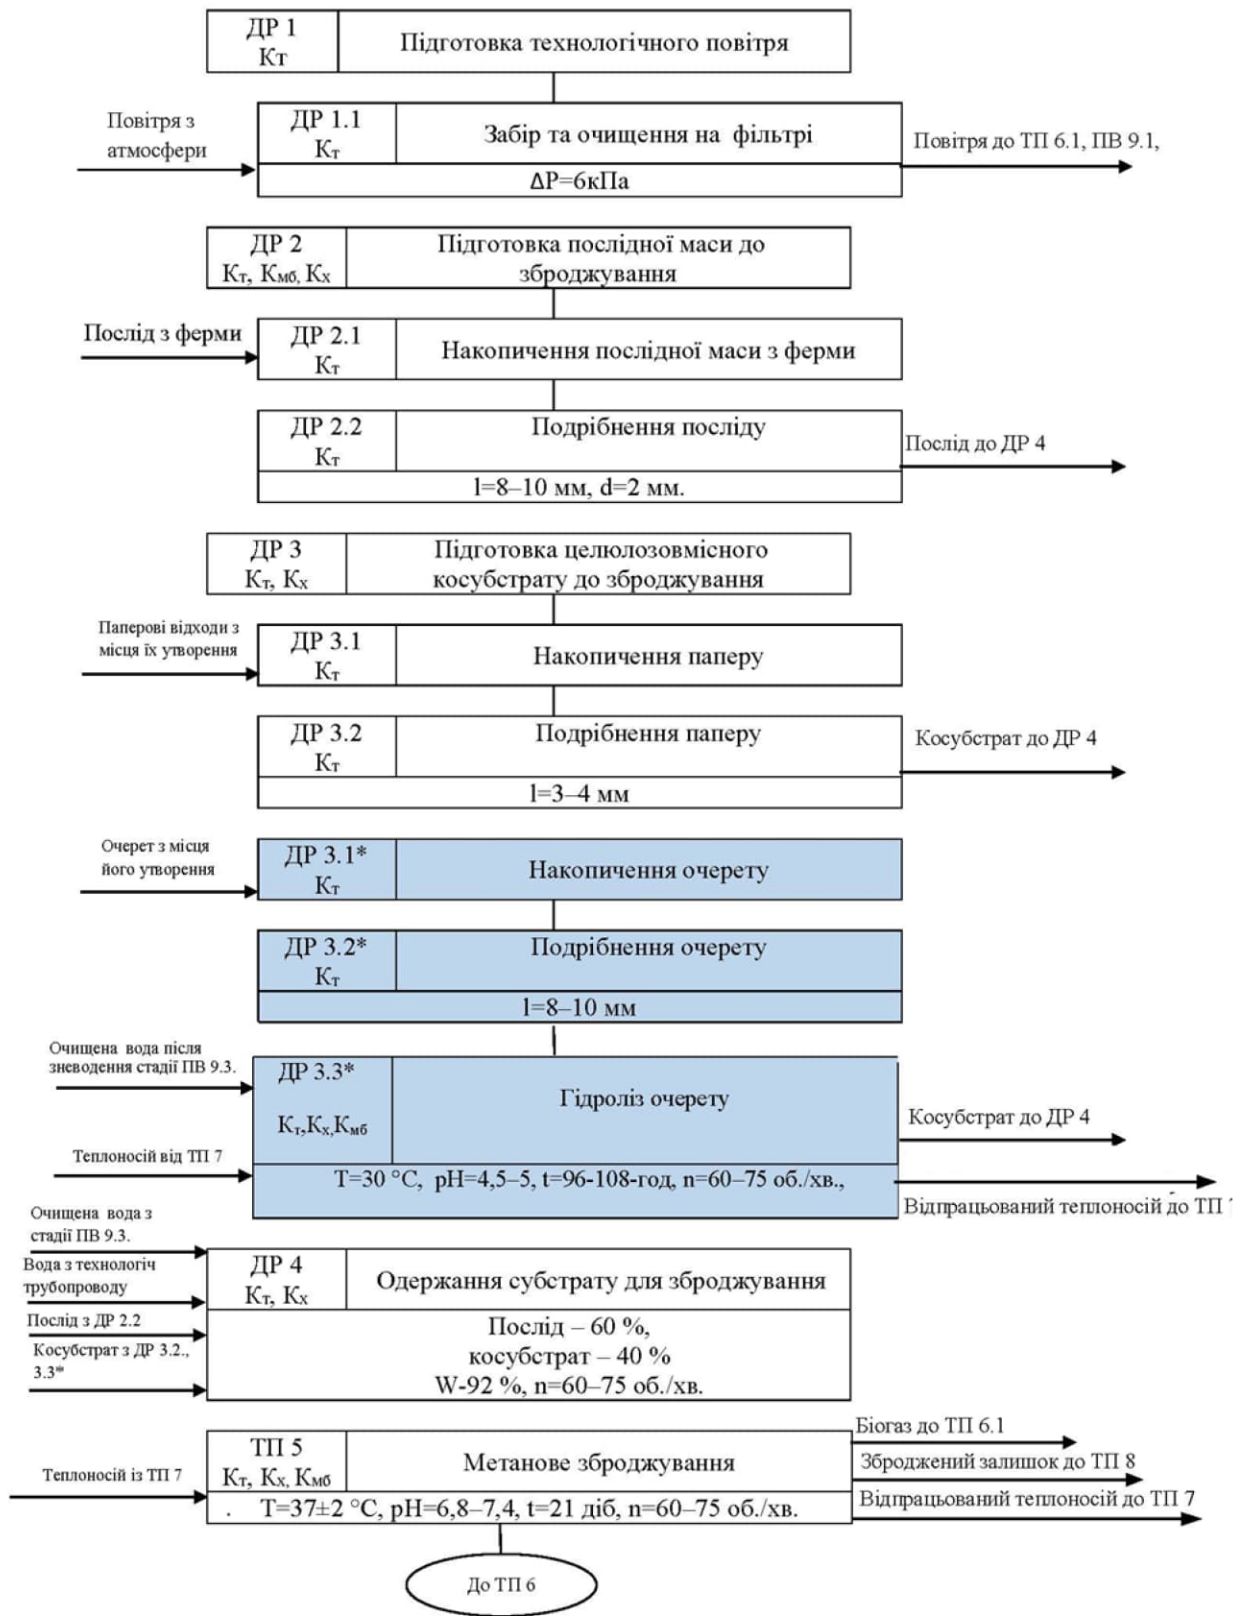 ДР 1
Кт
Підготовка технологічного повітря
Повітря з
атмосфери
ДР 1.1
Кт
Забір та очищення на фільтрі
ΔР=6кПа
Повітря до ТП 6.1, ПВ 9.1,
ДР 2
Кт, Кмб, Кх
Підготовка послідної маси до
зброджування
Послід з ферми
ДР 2.1
Кт
Накопичення послідної маси з ферми
ДР 2.2
Кт
Подрібнення посліду
l=8–10 мм, d=2 мм.
Послід до ДР 4
ДР 3
Кт, Кх
Підготовка целюлозовмісного
косубстрату до зброджування
Паперові відходи з
місця їх утворення
ДР 3.1
Кт
Накопичення паперу
ДР 3.2
Кт
Подрібнення паперу
l=3–4 мм
Косубстрат до ДР 4
Очерет з місця
його утворення
ДР 3.1*
Кт
Накопичення очерету
ДР 3.2*
Кт
Подрібнення очерету
l=8–10 мм
Очищена вода після
зневодення стадії ПВ 9.3.
Теплоносій від ТП 7
ДР 3.3*
Кт,Кх,Кмб
Гідроліз очерету
Т=30 °С, рН=4,5–5, t=96-108-год, n=60–75 об./хв.,
Косубстрат до ДР 4
Відпрацьований теплоносій до ТП
Очищена вода з
стадії ПВ 9.3.
Вода з технологіч
трубопроводу
Послід з ДР 2.2
Косубстрат з ДР 3.2.,
3.3*
ДР 4
Кт, Кх
Одержання субстрату для зброджування
Послід – 60 %,
косубстрат – 40 %
W-92 %, n=60–75 об./хв.
Теплоносій із ТП 7
ТП 5
Кт, Кх, Кмб
Метанове зброджування
. Т=37±2 °С, рН=6,8–7,4, t=21 діб, n=60–75 об./хв.
Біогаз до ТП 6.1
Зброджений залишок до ТП 8
Відпрацьований теплоносій до ТП 7
До ТП 6